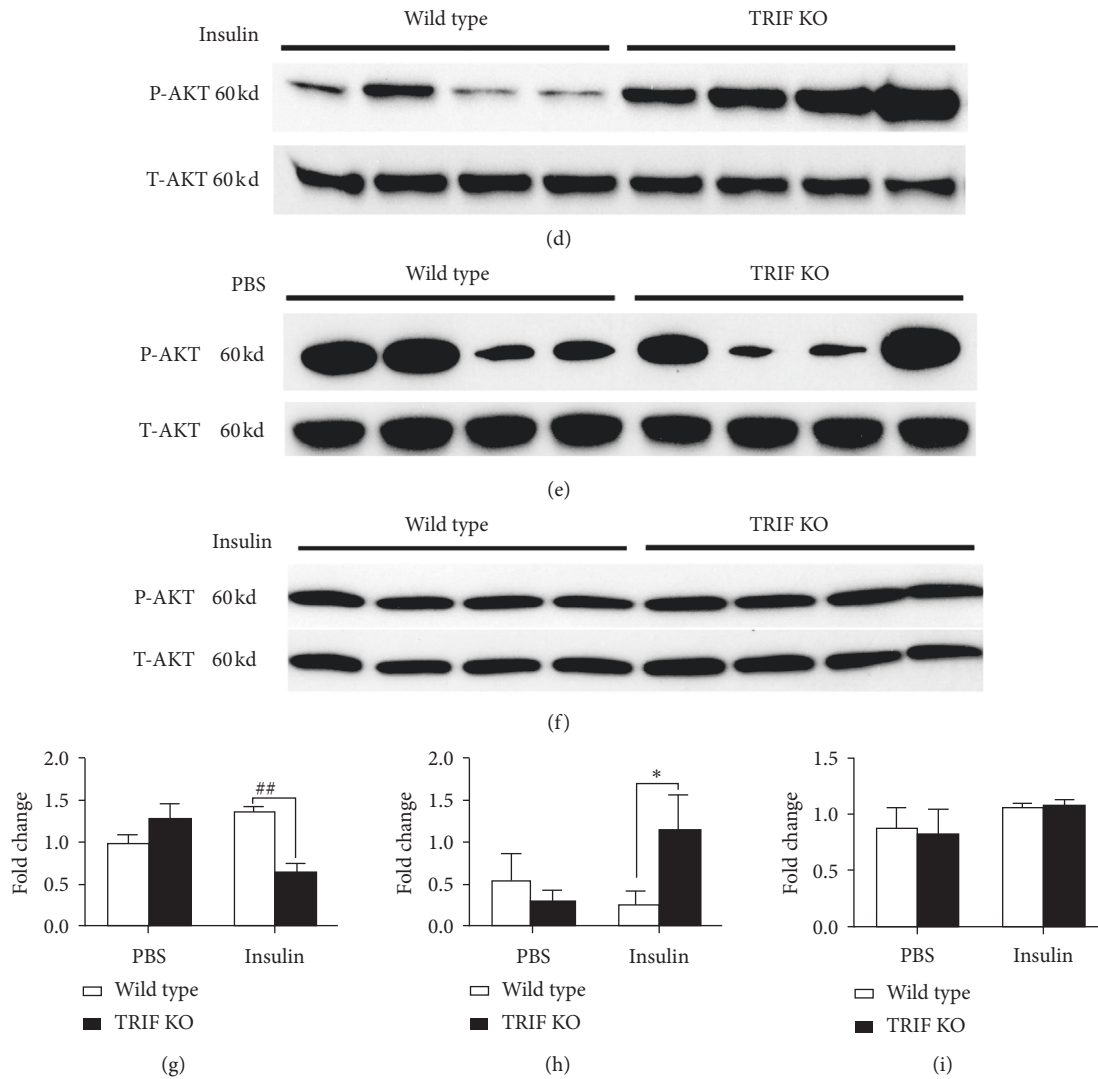 Wild type TRIF KO
Insulin
P-AKT 60kd
T-AKT 60kd
(d)
Wild type TRIF KO
PBS
P-AKT 60kd
T-AKT 60kd
(e)
Wild type TRIF KO
Insulin
P-AKT 60kd
T-AKT 60kd
(f)
Fold change
2.0
1.5
1.0
0.5
0.0
##
PBS Insulin
Wild type
TRIF KO
(g)
Fold change
2.0
1.5
1.0
0.5
0.0
*
PBS Insulin
Wild type
TRIF KO
(h)
Fold change
1.5
1.0
0.5
0.0
PBS Insulin
Wild type
TRIF KO
(i)